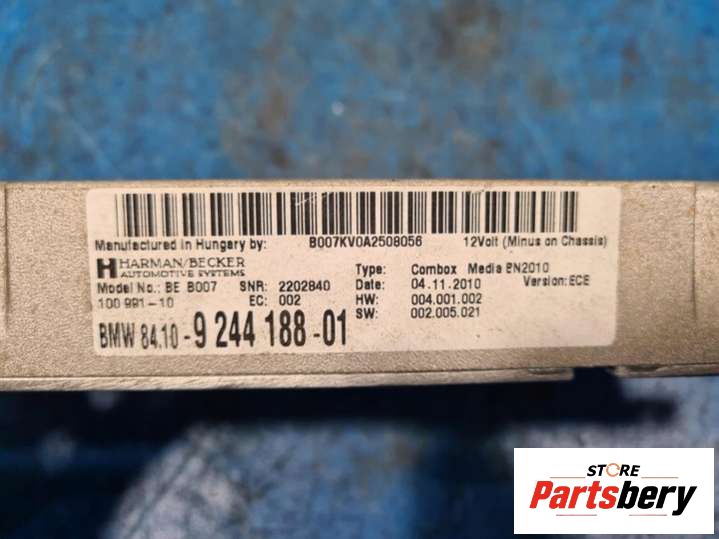 B007KV0A2508056
Manufactured in Hungary by: 12Volt (Minus on Chassis)
HARMAN/BECKER
AUTOMOTIVE SYSTEMS
Type: Combox Media BN2010
Model No.: BE B007 SNR: 2202840 Date: 04.11.2010 Version: ECE
100 991-10 EC: 002 HW: 004.001.002
SW: 002.005.021
BMW 84.10 - 9 244 188 - 01
STORE
Partsbery